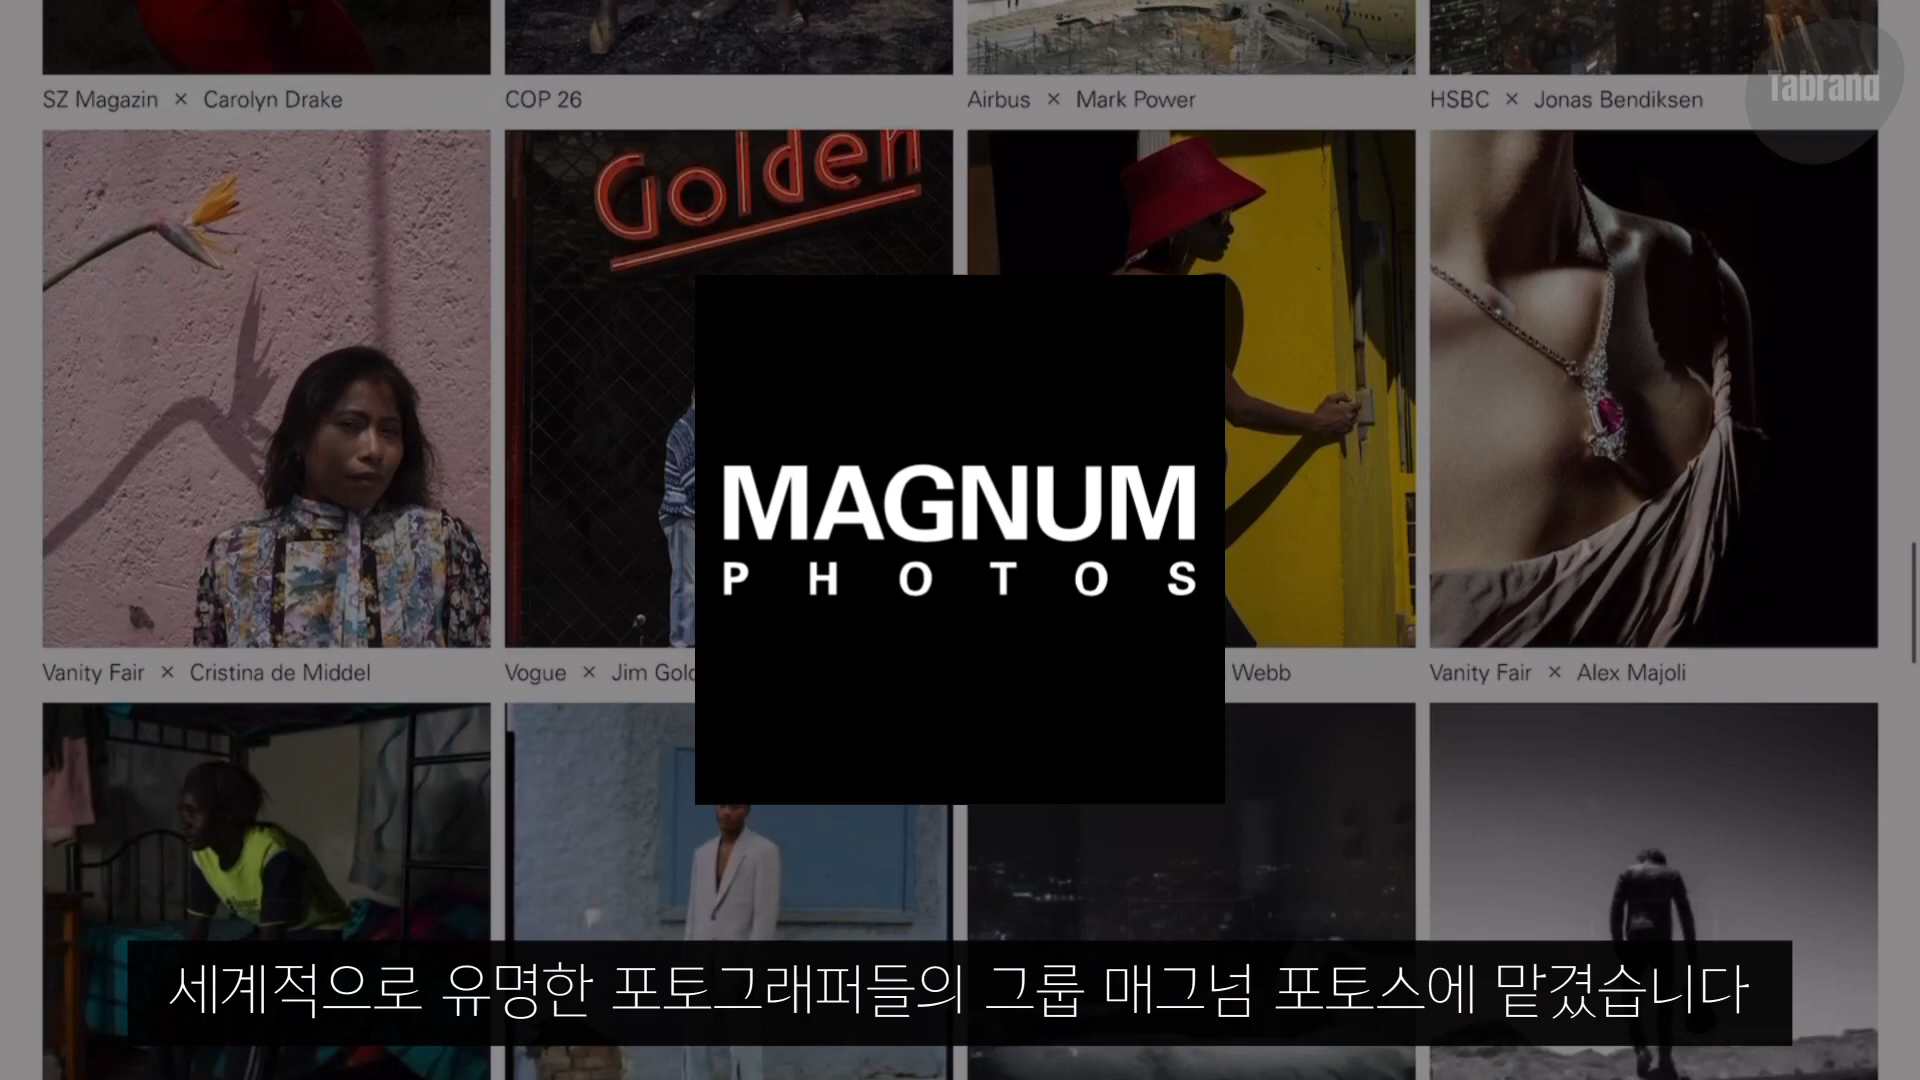 SZ Magazin × Carolyn Drake
COP 26
Airbus × Mark Power
HSBC × Jonas Bendiksen
Tabrand
Golden
MAGNUM
PHOTOS
Vanity Fair × Cristina de Middel
Vogue × Jim
Webb
Vanity Fair × Alex Majoli
세계적으로 유명한 포토그래퍼들의 그룹 매그넘 포토스에 맡겼습니다